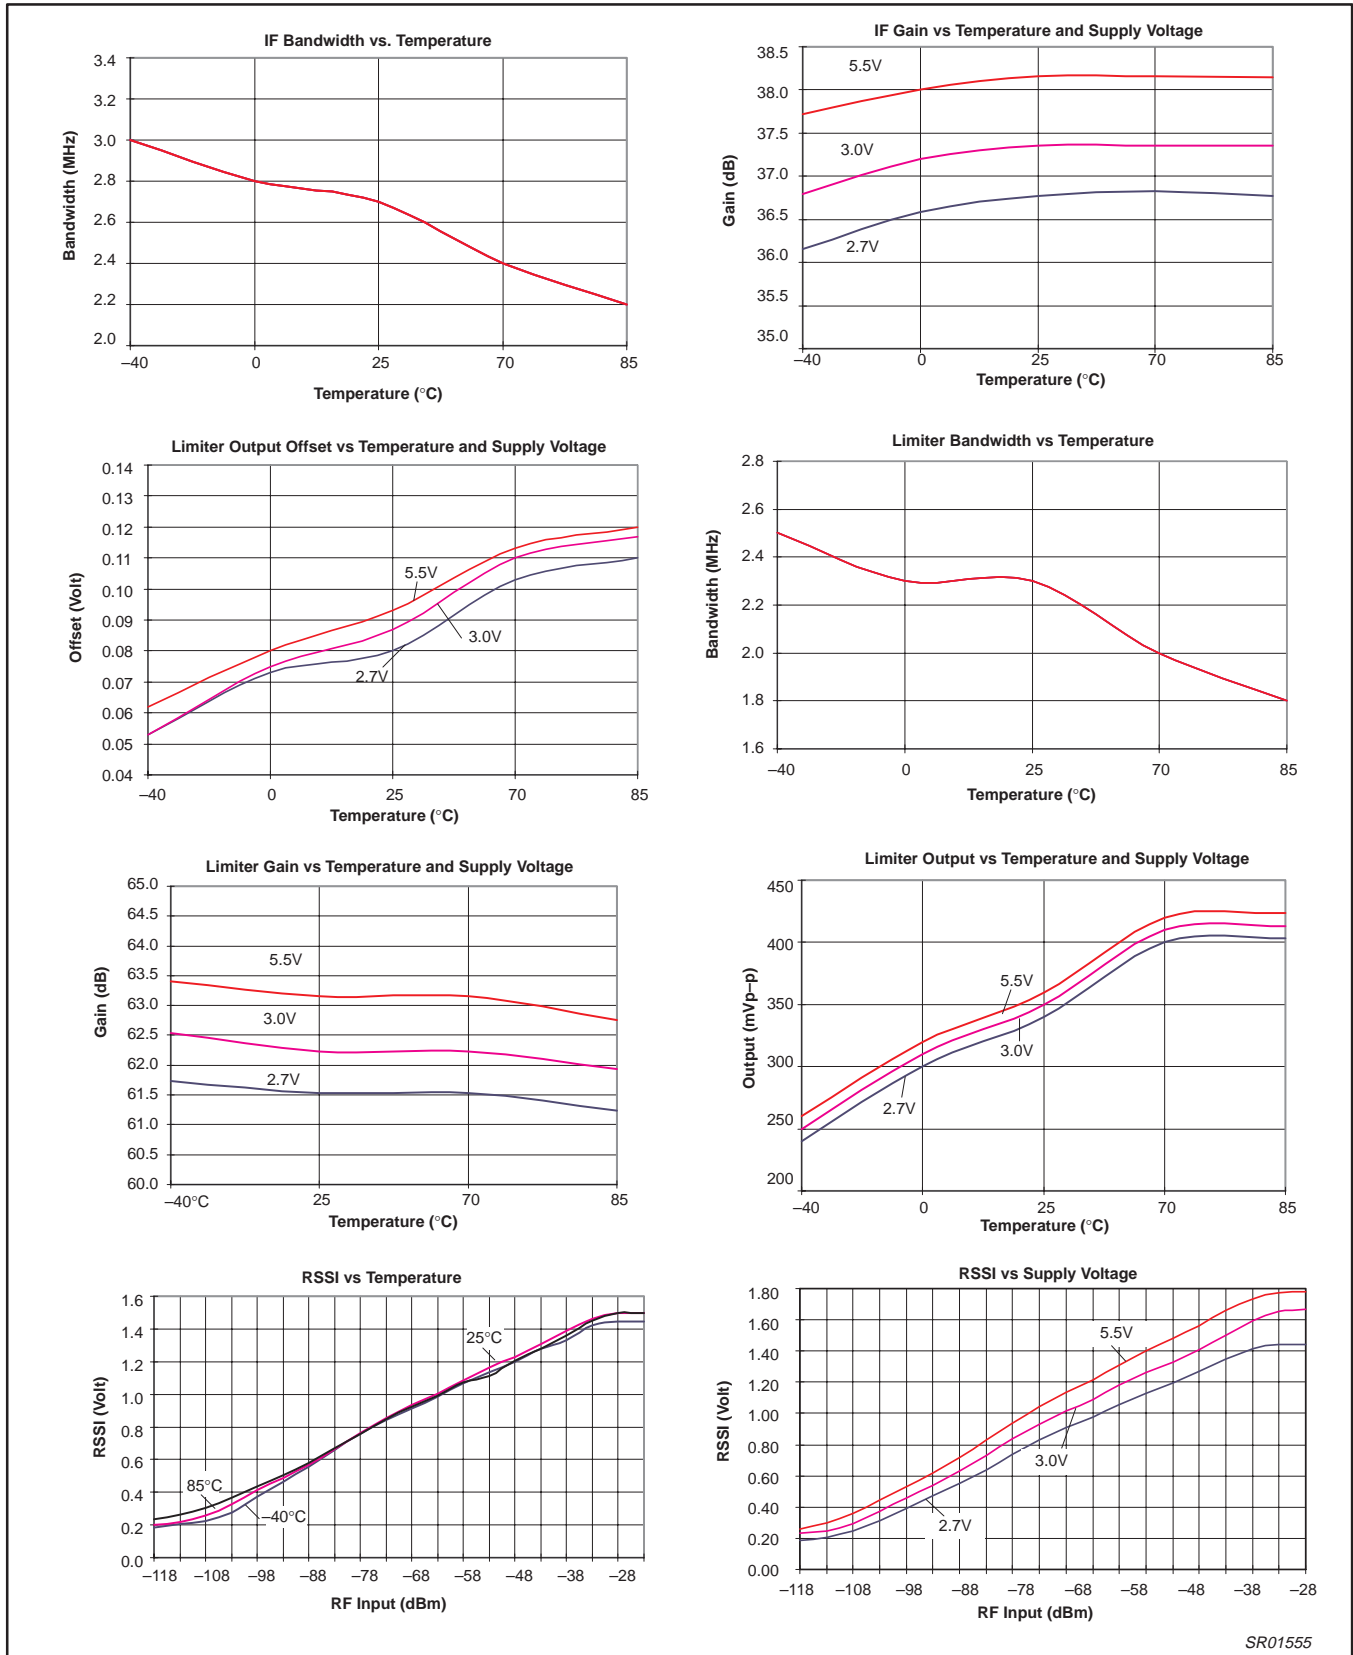 IF Bandwidth vs. Temperature
3.4
3.2
3.0
2.8
2.6
2.4
2.2
2.0
Bandwidth (MHz)
–40 0 25 70 85
Temperature (°C)
IF Gain vs Temperature and Supply Voltage
38.5
38.0
37.5
37.0
36.5
36.0
35.5
35.0
Gain (dB)
5.5V
3.0V
2.7V
–40 0 25 70 85
Temperature (°C)
Limiter Output Offset vs Temperature and Supply Voltage
0.14
0.13
0.12
0.11
0.10
0.09
0.08
0.07
0.06
0.05
0.04
Offset (Volt)
5.5V
3.0V
2.7V
–40 0 25 70 85
Temperature (°C)
Limiter Bandwidth vs Temperature
2.8
2.6
2.4
2.2
2.0
1.8
1.6
Bandwidth (MHz)
–40 0 25 70 85
Temperature (°C)
Limiter Gain vs Temperature and Supply Voltage
65.0
64.5
64.0
63.5
63.0
62.5
62.0
61.5
61.0
60.5
60.0
Gain (dB)
5.5V
3.0V
2.7V
–40°C 25 70 85
Temperature (°C)
Limiter Output vs Temperature and Supply Voltage
450
400
350
300
250
200
Output (mVp–p)
5.5V
3.0V
2.7V
–40 0 25 70 85
Temperature (°C)
RSSI vs Temperature
1.6
1.4
1.2
1.0
0.8
0.6
0.4
0.2
0.0
RSSI (Volt)
25°C
85°C
–40°C
–118 –108 –98 –88 –78 –68 –58 –48 –38 –28
RF Input (dBm)
RSSI vs Supply Voltage
1.80
1.60
1.40
1.20
1.00
0.80
0.60
0.40
0.20
0.00
RSSI (Volt)
5.5V
3.0V
2.7V
–118 –108 –98 –88 –78 –68 –58 –48 –38 –28
RF Input (dBm)
SR01555